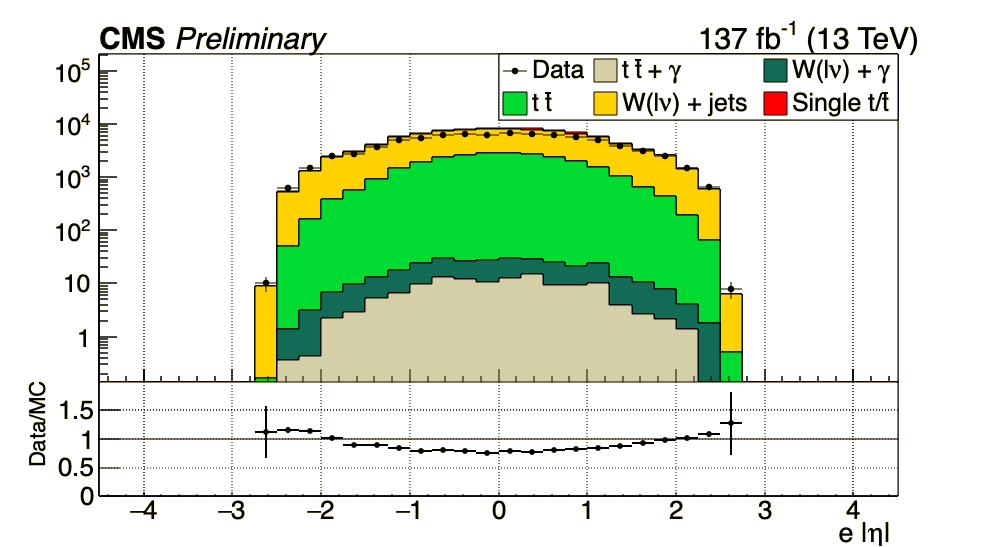 CMS Preliminary 137 fb⁻¹ (13 TeV)
Data t t̄ + γ W(lν) + γ
t t̄ W(lν) + jets Single t/t̄
10⁵
10⁴
10³
10²
10
1
Data/MC
1.5
1
0.5
0
−4 −3 −2 −1 0 1 2 3 4
e |η|